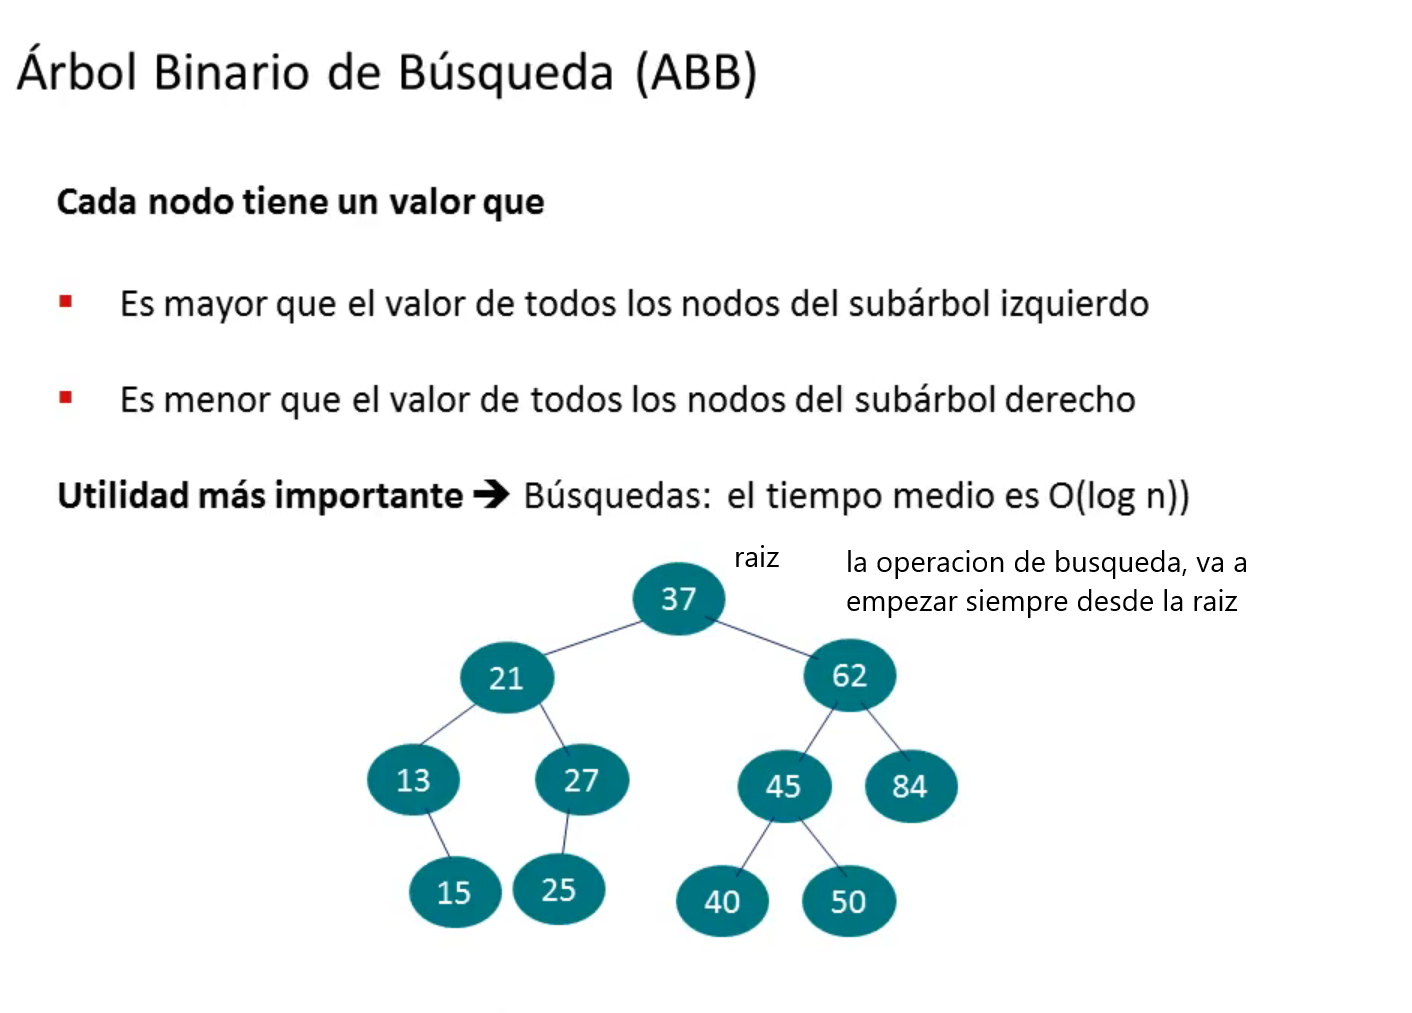 Árbol Binario de Búsqueda (ABB)
Cada nodo tiene un valor que
▪ Es mayor que el valor de todos los nodos del subárbol izquierdo
▪ Es menor que el valor de todos los nodos del subárbol derecho
Utilidad más importante → Búsquedas: el tiempo medio es O(log n))
raiz
la operacion de busqueda, va a
empezar siempre desde la raiz
37
21 62
13 27 45 84
15 25 40 50